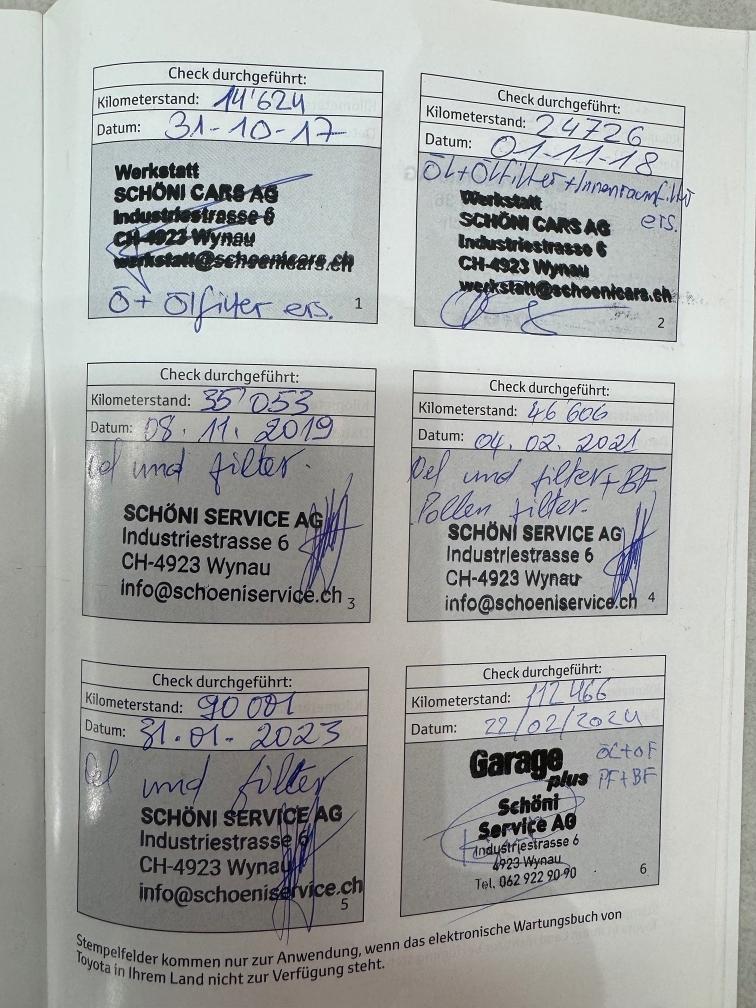 Check durchgeführt:
Kilometerstand: 14'624
Datum: 31-10-17
Werkstatt
SCHÖNI CARS AG
Industriestrasse 6
CH-4923 Wynau
werkstatt@schoenicars.ch
Ö+ Ölfilter ers.
1
Check durchgeführt:
Kilometerstand: 24726
Datum: 01-11-18
Öl+Ölfilter+Innenraumfilter
ers.
Werkstatt
SCHÖNI CARS AG
Industriestrasse 6
CH-4923 Wynau
werkstatt@schoenicars.ch
2
Check durchgeführt:
Kilometerstand: 35'053
Datum: 08.11.2019
Oel und filter.
SCHÖNI SERVICE AG
Industriestrasse 6
CH-4923 Wynau
info@schoeniservice.ch
3
Check durchgeführt:
Kilometerstand: 46 606
Datum: 04.02.2021
Oel und filter+BF
Pollen filter.
SCHÖNI SERVICE AG
Industriestrasse 6
CH-4923 Wynau
info@schoeniservice.ch
4
Check durchgeführt:
Kilometerstand: 90 001
Datum: 31.01-2023
Oel und filter
SCHÖNI SERVICE AG
Industriestrasse 6
CH-4923 Wynau
info@schoeniservice.ch
5
Check durchgeführt:
Kilometerstand: 112 466
Datum: 22/02/2024
ÖL+OF
PF+BF
Garage
plus
Schöni
Service AG
Industriestrasse 6
4923 Wynau
Tel. 062 922 90 90
6
Stempelfelder kommen nur zur Anwendung, wenn das elektronische Wartungsbuch von
Toyota in Ihrem Land nicht zur Verfügung steht.